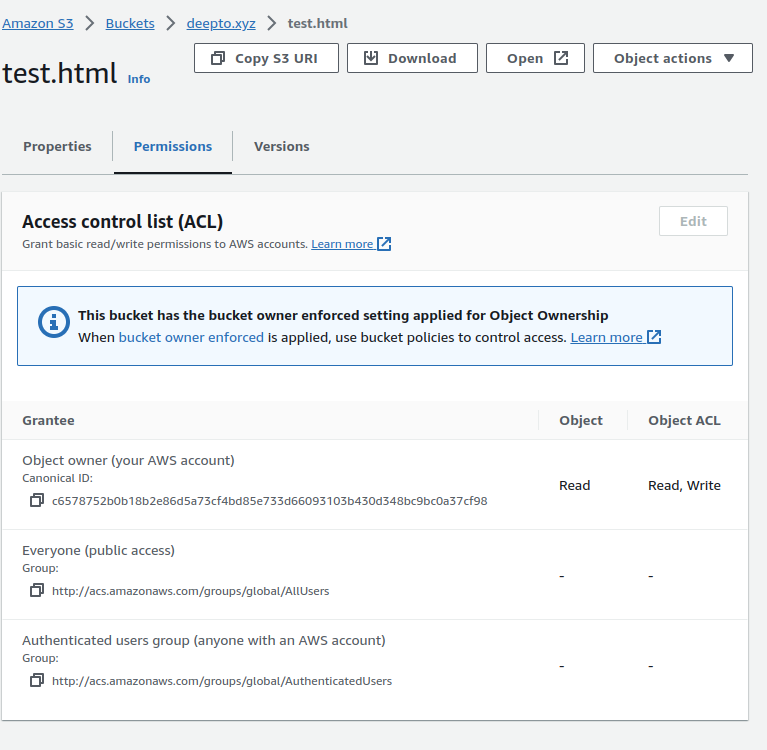 Amazon S3 > Buckets > deepto.xyz > test.html
test.html Info
Copy S3 URI Download Open Object actions ▼
Properties Permissions Versions
Access control list (ACL)
Edit
Grant basic read/write permissions to AWS accounts. Learn more
This bucket has the bucket owner enforced setting applied for Object Ownership
When bucket owner enforced is applied, use bucket policies to control access. Learn more
Grantee Object Object ACL
Object owner (your AWS account)
Canonical ID:
c6578752b0b18b2e86d5a73cf4bd85e733d66093103b430d348bc9bc0a37cf98
Read Read, Write
Everyone (public access)
Group:
http://acs.amazonaws.com/groups/global/AllUsers
- -
Authenticated users group (anyone with an AWS account)
Group:
http://acs.amazonaws.com/groups/global/AuthenticatedUsers
- -